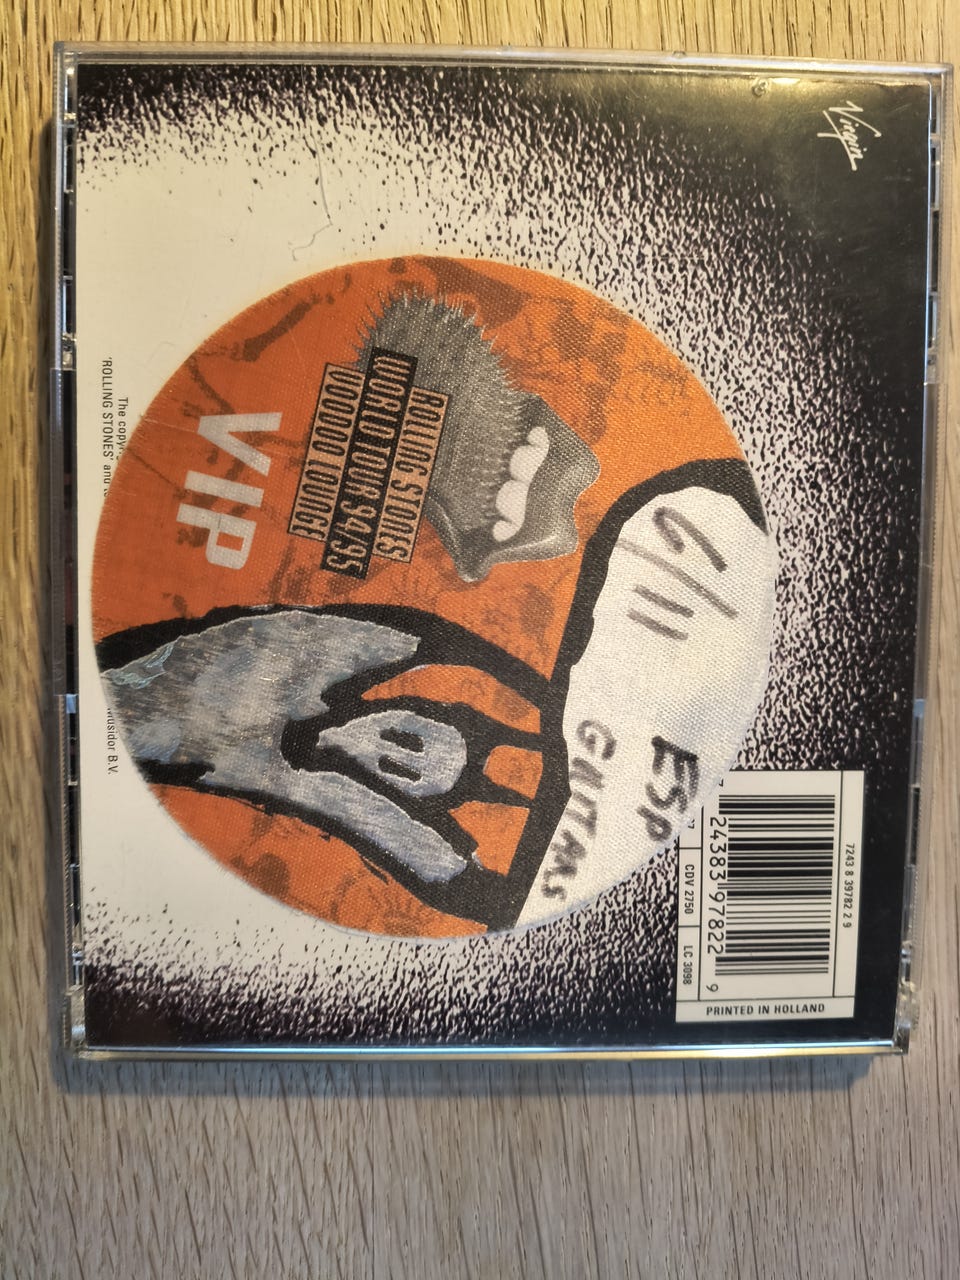 Virgin
ROLLING STONES
WORLD TOUR 94/95
VOODOO LOUNGE
VIP
6/11
ESP
GUITARS
The copy
'ROLLING STONES' and
Musidor B.V.
7243 8 39782 2 9
7 24383 97822 9
CDV 2750
LC 3098
PRINTED IN HOLLAND